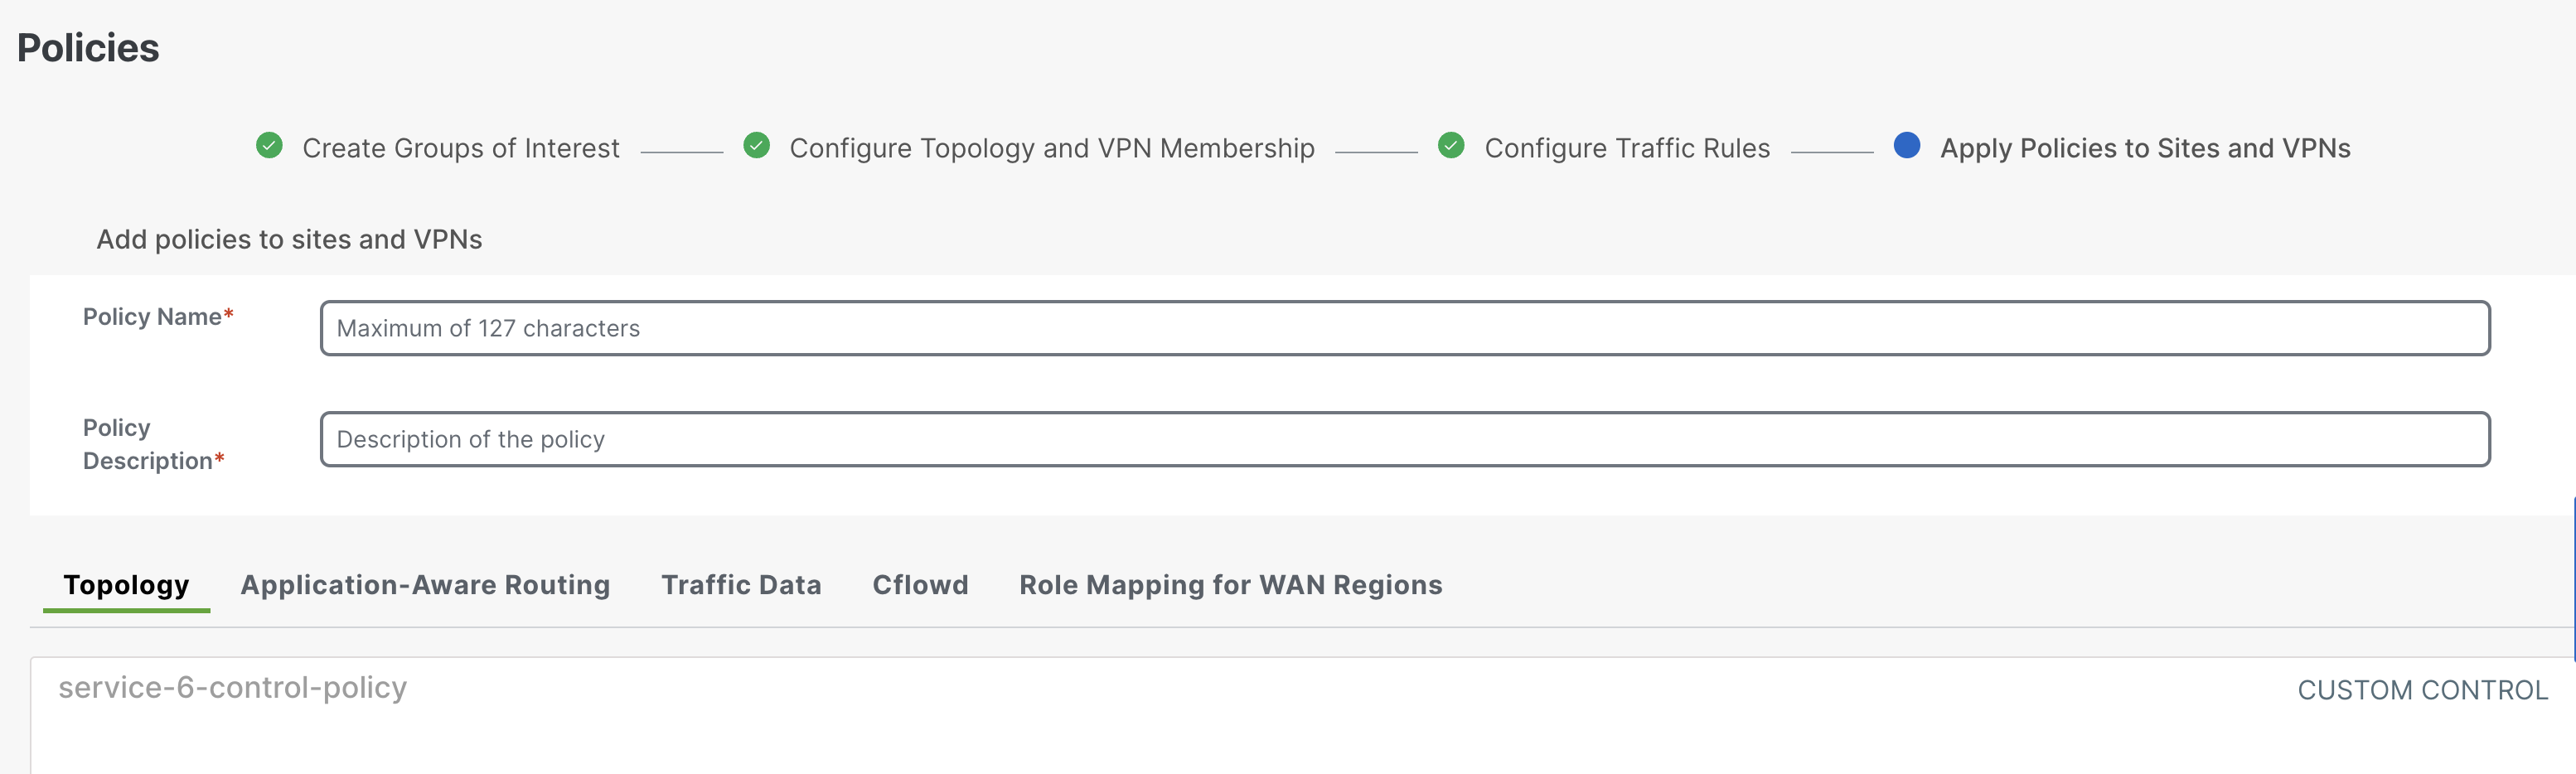 Policies
Create Groups of Interest
Configure Topology and VPN Membership
Configure Traffic Rules
Apply Policies to Sites and VPNs
Add policies to sites and VPNs
Policy Name*
Maximum of 127 characters
Policy
Description*
Description of the policy
Topology
Application-Aware Routing
Traffic Data
Cflowd
Role Mapping for WAN Regions
service-6-control-policy
CUSTOM CONTROL